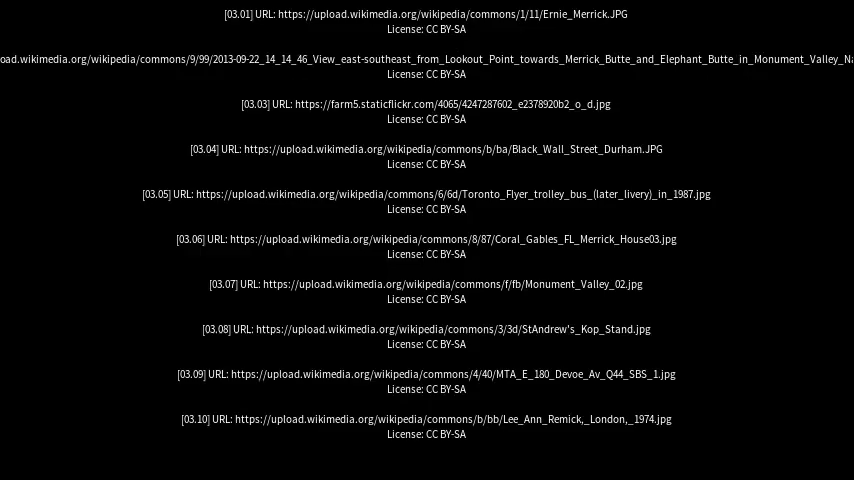 [03.01] URL: https://upload.wikimedia.org/wikipedia/commons/1/11/Ernie_Merrick.JPG
License: CC BY-SA
oad.wikimedia.org/wikipedia/commons/9/99/2013-09-22_14_14_46_View_east-southeast_from_Lookout_Point_towards_Merrick_Butte_and_Elephant_Butte_in_Monument_Valley_Na
License: CC BY-SA
[03.03] URL: https://farm5.staticflickr.com/4065/4247287602_e2378920b2_o_d.jpg
License: CC BY-SA
[03.04] URL: https://upload.wikimedia.org/wikipedia/commons/b/ba/Black_Wall_Street_Durham.JPG
License: CC BY-SA
[03.05] URL: https://upload.wikimedia.org/wikipedia/commons/6/6d/Toronto_Flyer_trolley_bus_(later_livery)_in_1987.jpg
License: CC BY-SA
[03.06] URL: https://upload.wikimedia.org/wikipedia/commons/8/87/Coral_Gables_FL_Merrick_House03.jpg
License: CC BY-SA
[03.07] URL: https://upload.wikimedia.org/wikipedia/commons/f/fb/Monument_Valley_02.jpg
License: CC BY-SA
[03.08] URL: https://upload.wikimedia.org/wikipedia/commons/3/3d/StAndrew's_Kop_Stand.jpg
License: CC BY-SA
[03.09] URL: https://upload.wikimedia.org/wikipedia/commons/4/40/MTA_E_180_Devoe_Av_Q44_SBS_1.jpg
License: CC BY-SA
[03.10] URL: https://upload.wikimedia.org/wikipedia/commons/b/bb/Lee_Ann_Remick,_London,_1974.jpg
License: CC BY-SA